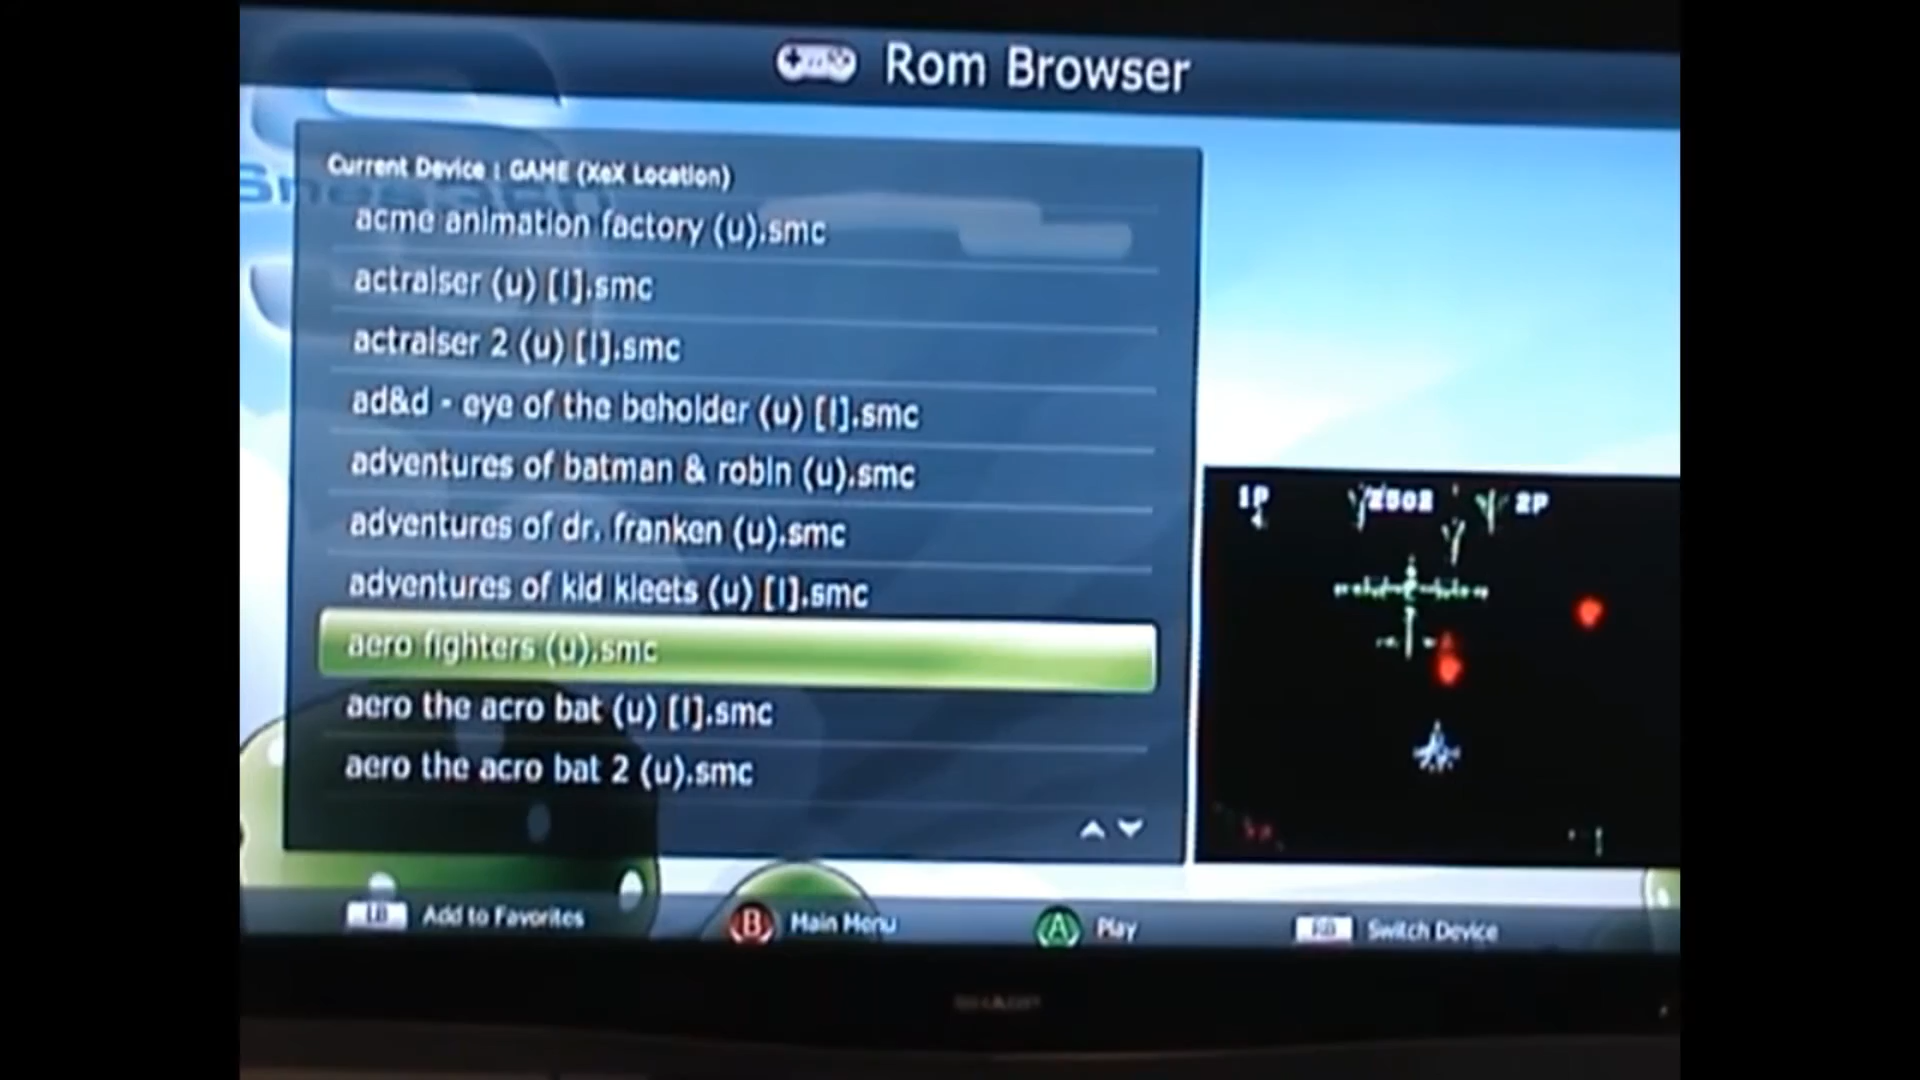 Rom Browser
Current Device : GAME (XeX Location)
acme animation factory (u).smc
actraiser (u) [!].smc
actraiser 2 (u) [!].smc
ad&d - eye of the beholder (u) [!].smc
adventures of batman & robin (u).smc
adventures of dr. franken (u).smc
adventures of kid kleets (u) [!].smc
aero fighters (u).smc
aero the acro bat (u) [!].smc
aero the acro bat 2 (u).smc
1P
2P
LB Add to Favorites
B Main Menu
A Play
RB Switch Device
SHARP